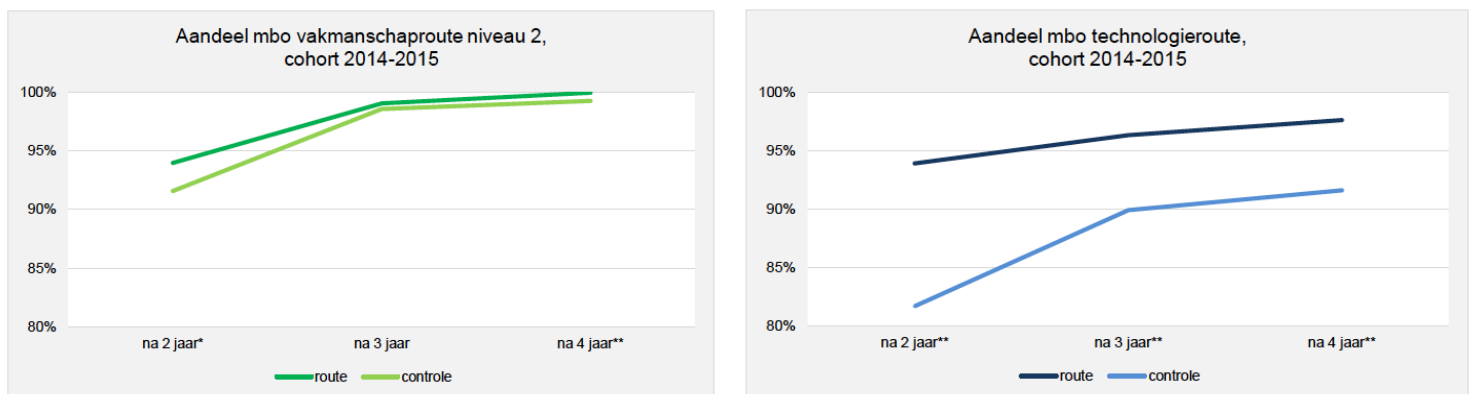 Aandeel mbo vakmanschaproute niveau 2,
cohort 2014-2015
100%
95%
90%
85%
80%
na 2 jaar*
na 3 jaar
na 4 jaar**
route
controle
Aandeel mbo technologieroute,
cohort 2014-2015
100%
95%
90%
85%
80%
na 2 jaar**
na 3 jaar**
na 4 jaar**
route
controle